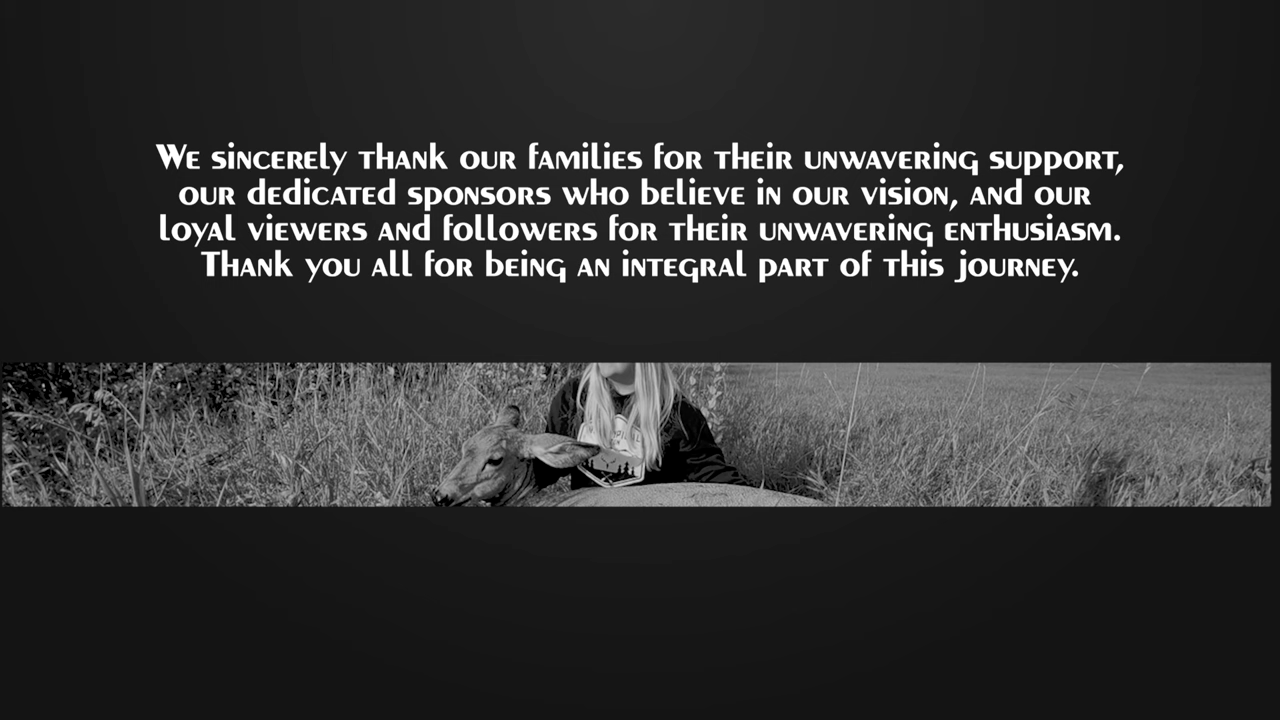 We sincerely thank our families for their unwavering support,
our dedicated sponsors who believe in our vision, and our
loyal viewers and followers for their unwavering enthusiasm.
Thank you all for being an integral part of this journey.